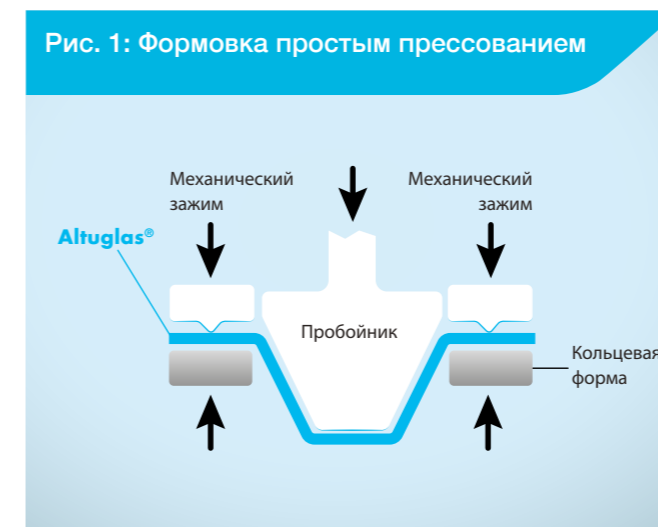 Рис. 1: Формовка простым прессованием
Механический
зажим
Механический
зажим
Altuglas®
Пробойник
Кольцевая
форма